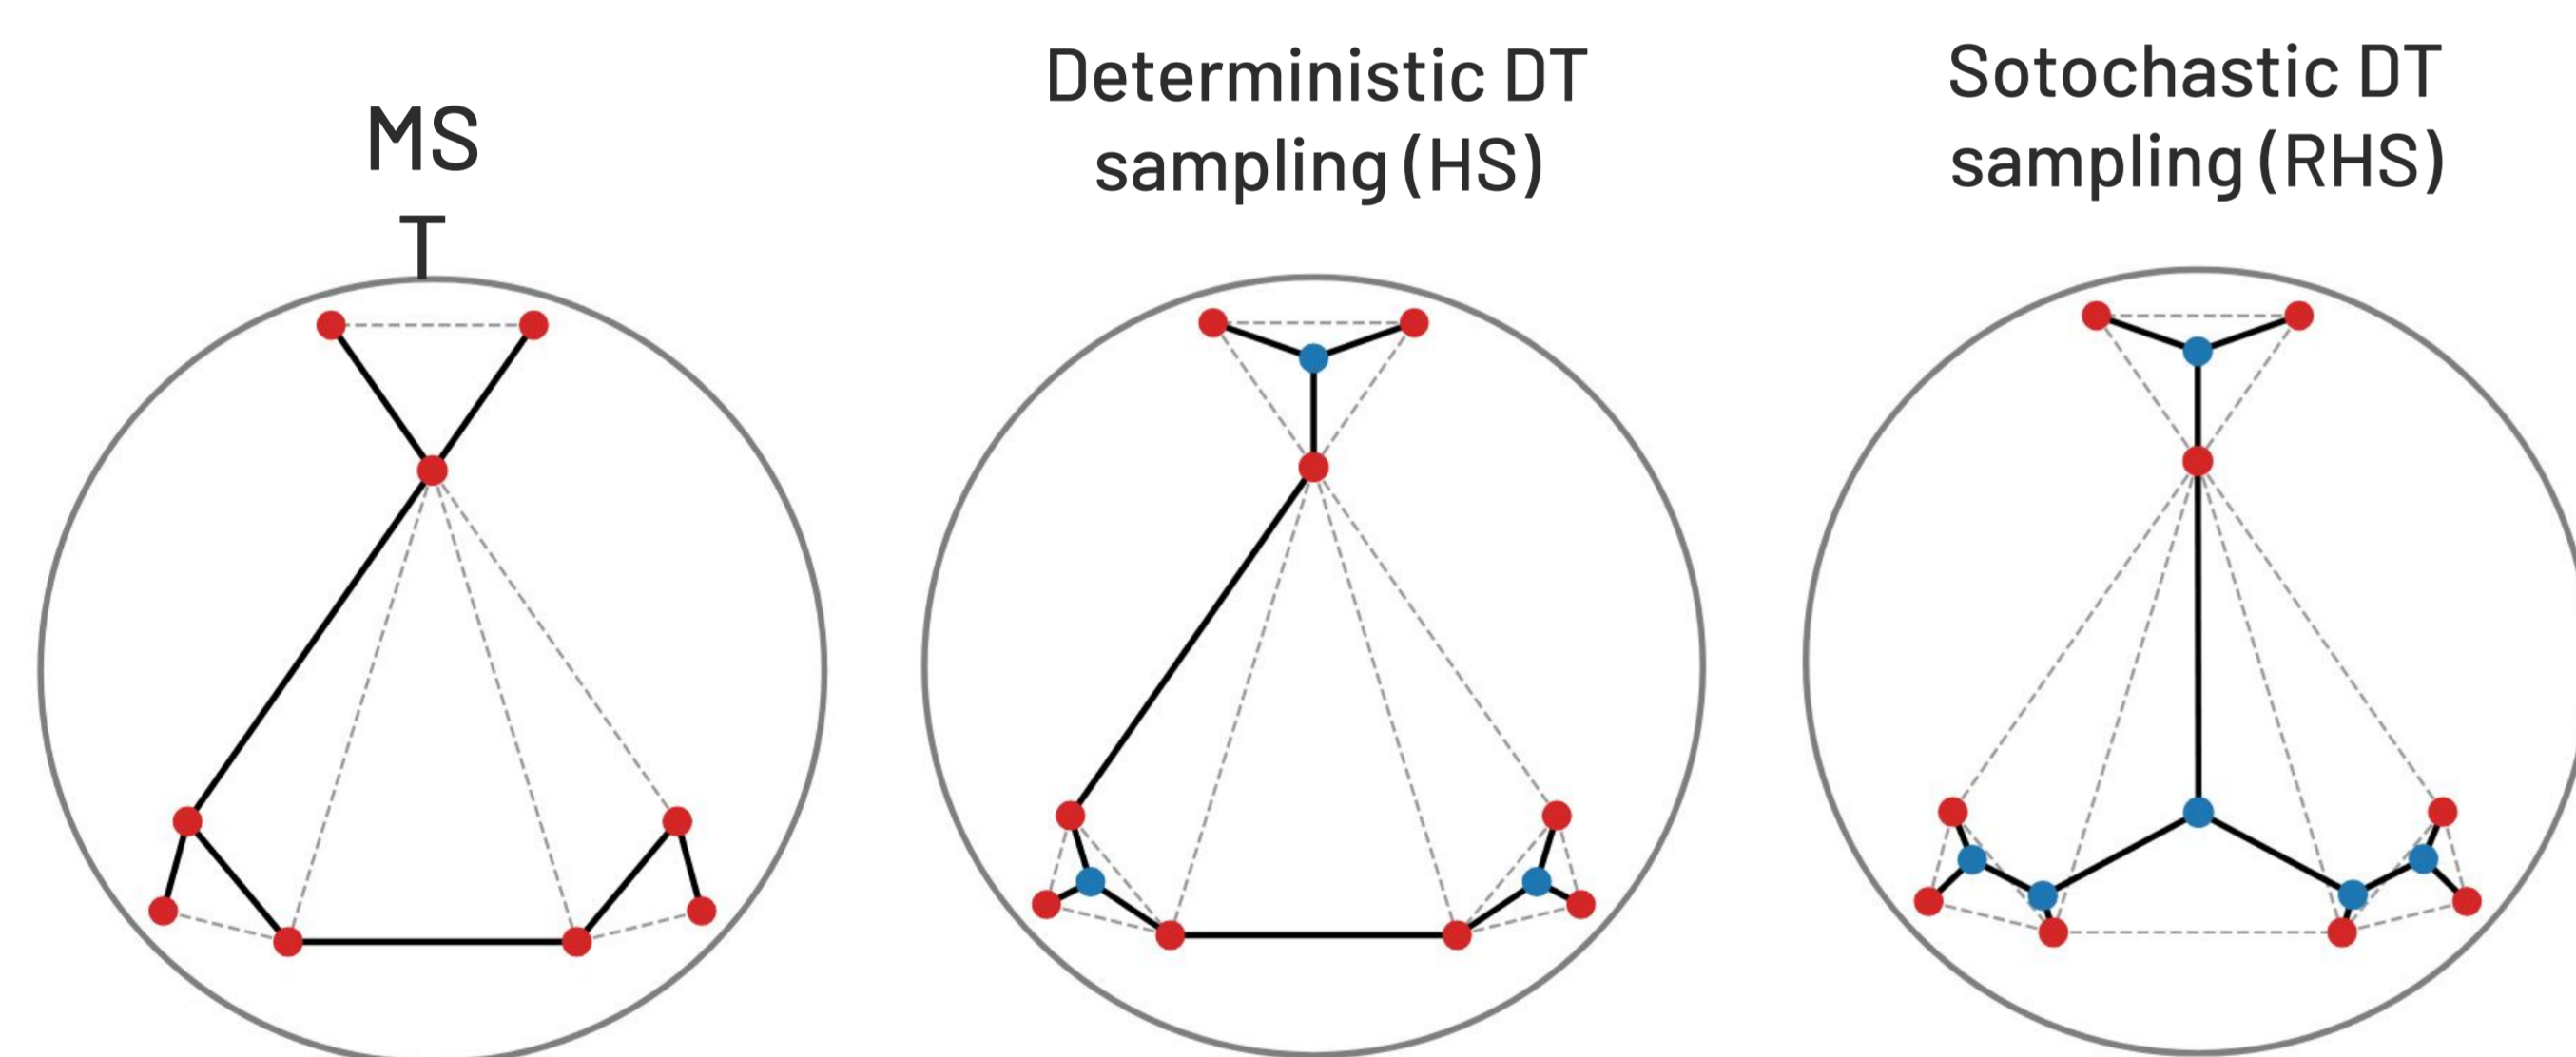 MS
T
Deterministic DT
sampling (HS)
Sotochastic DT
sampling (RHS)